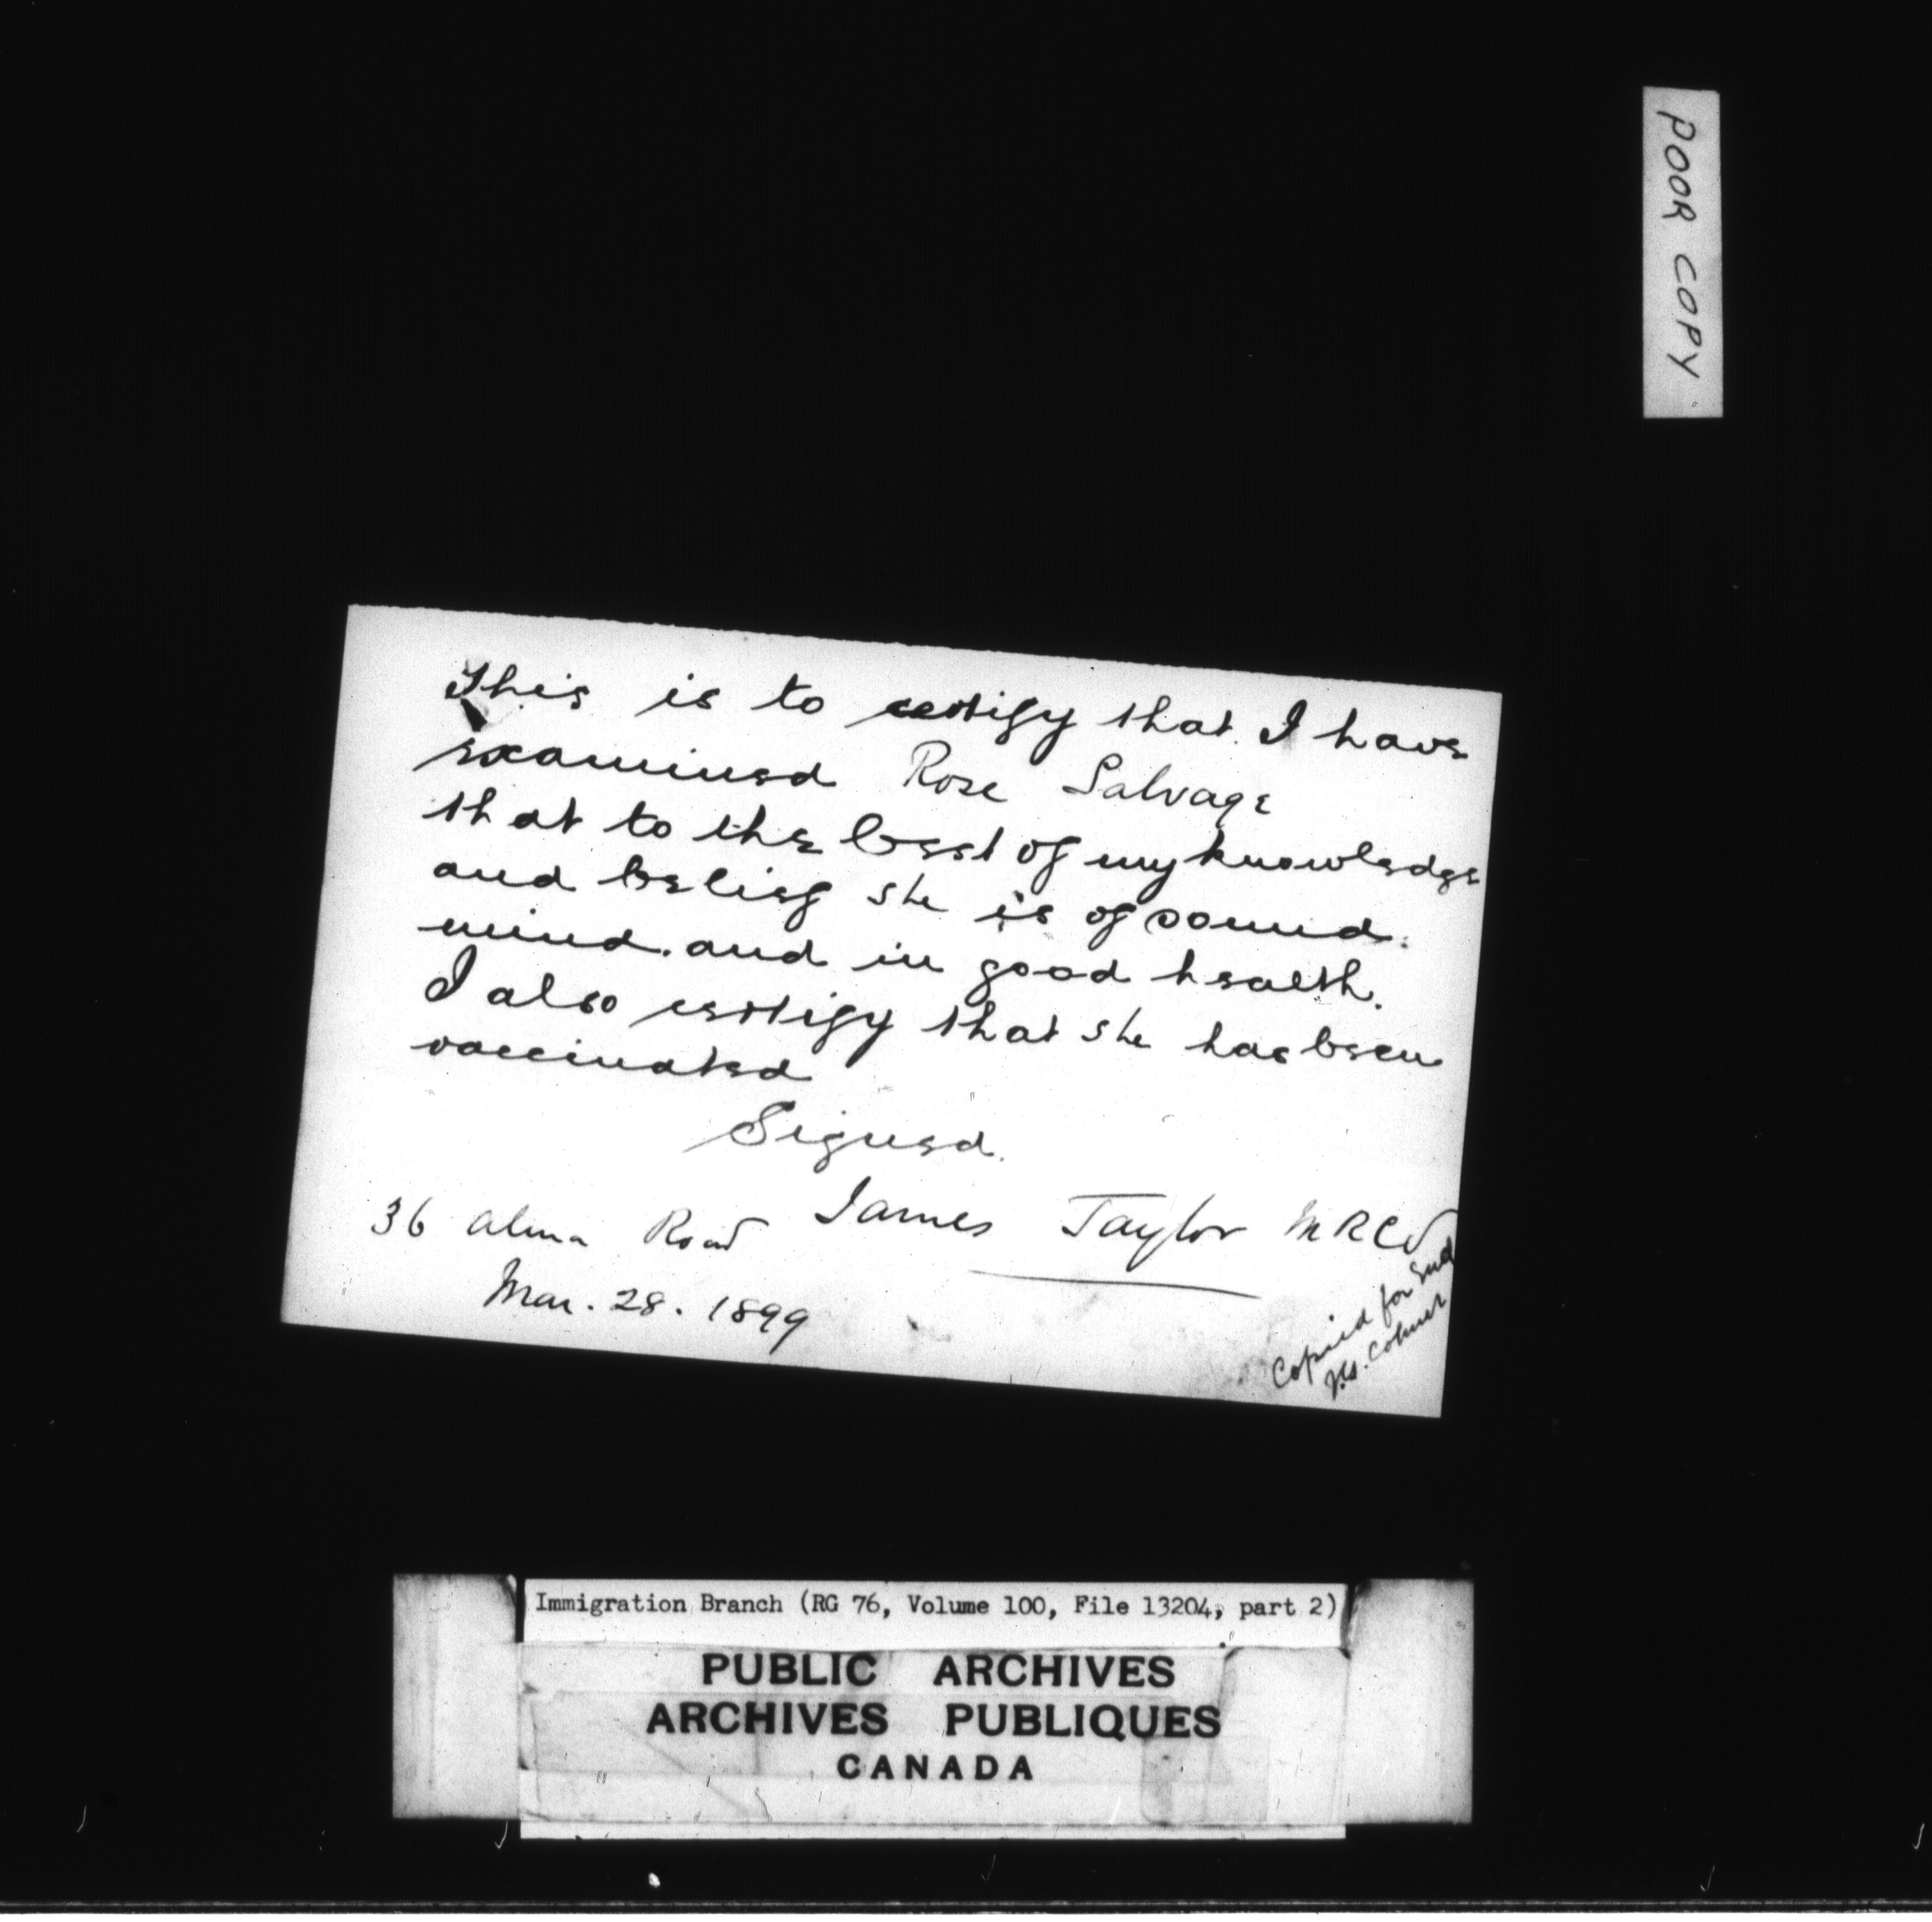 POOR COPY
This is to certify that I have
examined Rose Salvage
that to the best of my knowledge
and belief she is of sound
mind. and in good health.
I also certify that she has been
vaccinated
Signed.
James Taylor MRCS
36 Alma Road
Mar. 28. 1899
Copied for
Immigration Branch (RG 76, Volume 100, File 13204, part 2)
PUBLIC ARCHIVES
ARCHIVES PUBLIQUES
CANADA